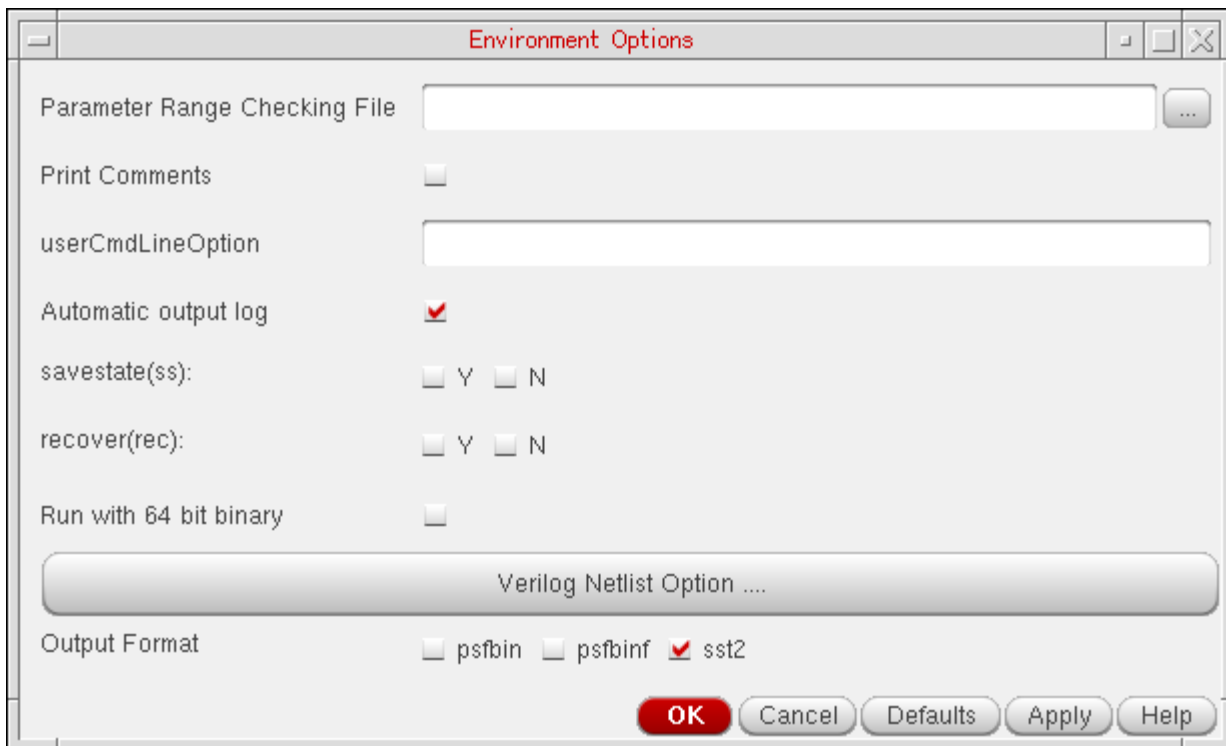 Environment Options
Parameter Range Checking File ...
Print Comments
userCmdLineOption
Automatic output log
savestate(ss): Y N
recover(rec): Y N
Run with 64 bit binary
Verilog Netlist Option ....
Output Format psfbin psfbinf sst2
OK Cancel Defaults Apply Help